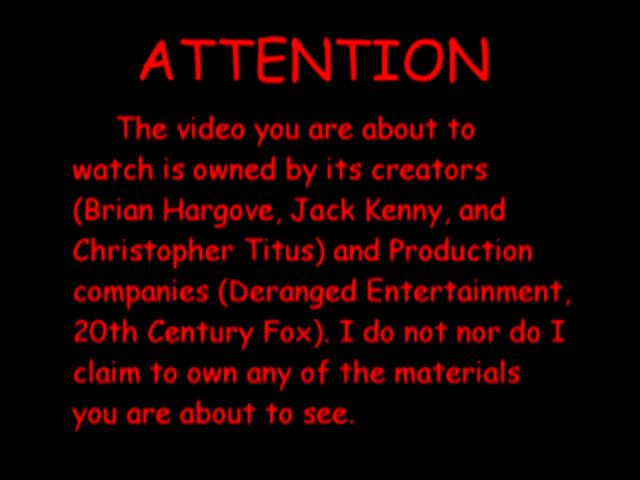 ATTENTION
The video you are about to
watch is owned by its creators
(Brian Hargove, Jack Kenny, and
Christopher Titus) and Production
companies (Deranged Entertainment,
20th Century Fox). I do not nor do I
claim to own any of the materials
you are about to see.